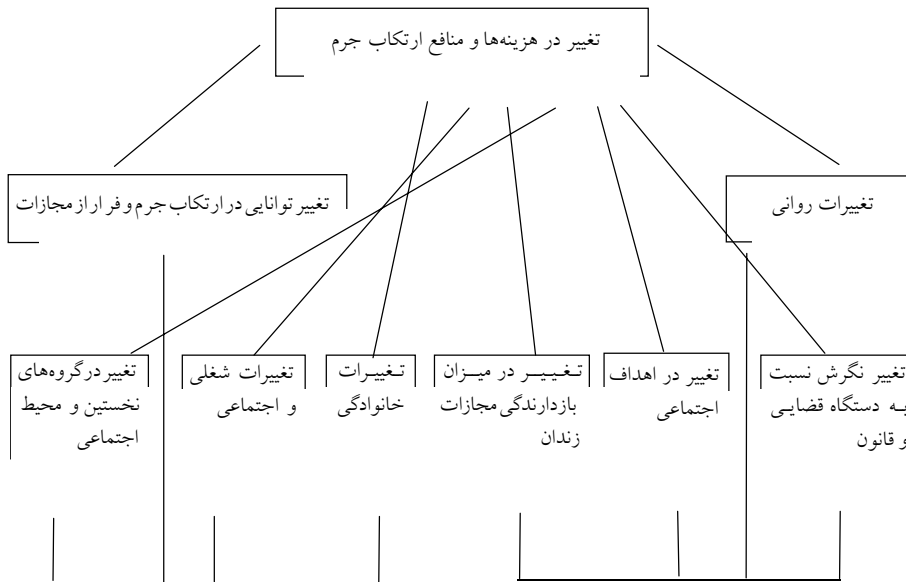 تغییر در هزینه‌ها و منافع ارتکاب جرم
تغییرات روانی
تغییر توانایی در ارتکاب جرم و فرار از مجازات
تغییر نگرش نسبت
به دستگاه قضایی
و قانون
تغییر در اهداف
اجتماعی
تغییر در میزان
بازدارندگی مجازات
زندان
تغییرات
خانوادگی
تغییرات شغلی
و اجتماعی
تغییر در گروه‌های
نخستین و محیط
اجتماعی